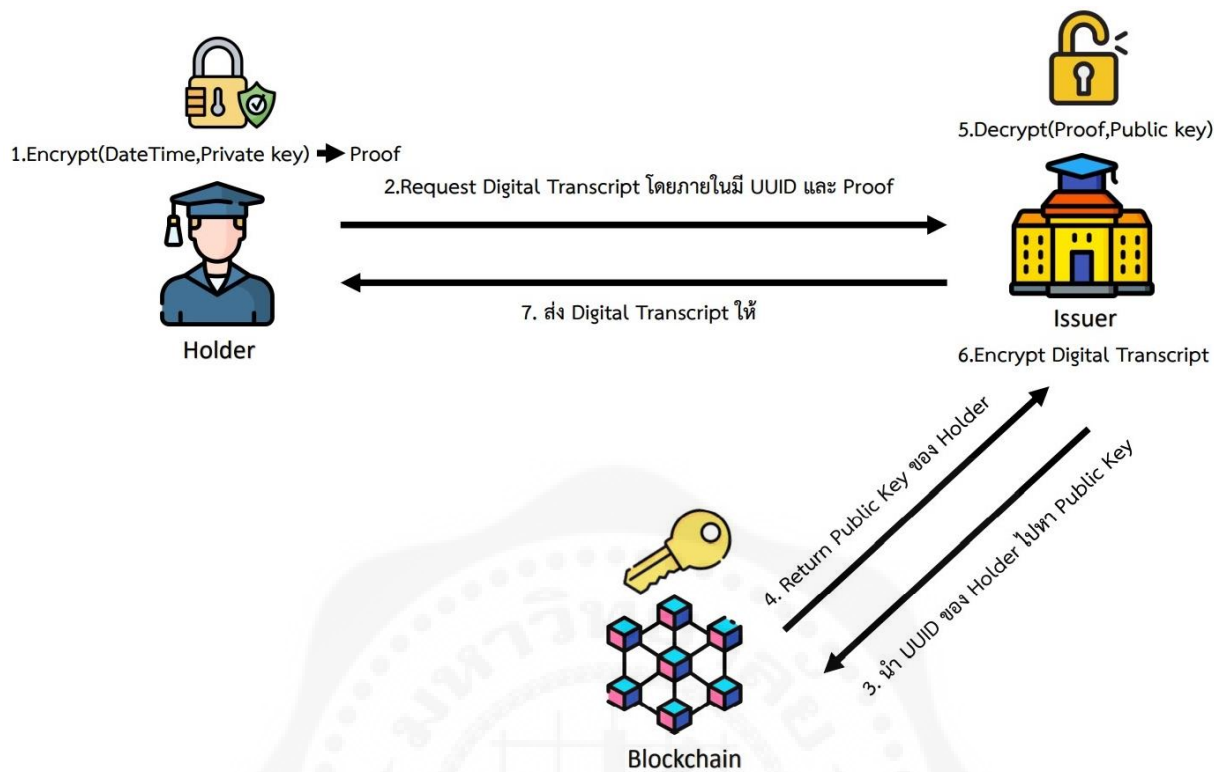 1.Encrypt(DateTime,Private key) → Proof
5.Decrypt(Proof,Public key)
2.Request Digital Transcript โดยภายในมี UUID และ Proof
7. ส่ง Digital Transcript ให้
Holder
Issuer
6.Encrypt Digital Transcript
4. Return Public Key ของ Holder
3. นำ UUID ของ Holder ไปหา Public Key
Blockchain